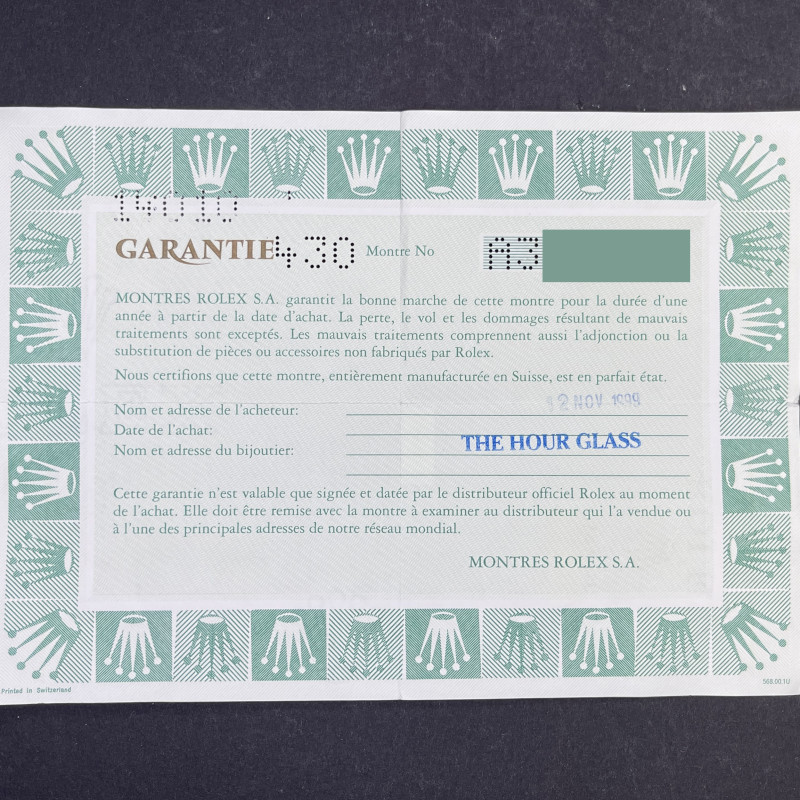 14010
GARANTIE 430 Montre No A3
MONTRES ROLEX S.A. garantit la bonne marche de cette montre pour la durée d'une
année à partir de la date d'achat. La perte, le vol et les dommages résultant de mauvais
traitements sont exceptés. Les mauvais traitements comprennent aussi l'adjonction ou la
substitution de pièces ou accessoires non fabriqués par Rolex.
Nous certifions que cette montre, entièrement manufacturée en Suisse, est en parfait état.
2 NOV 1999
Nom et adresse de l'acheteur:
Date de l'achat:
Nom et adresse du bijoutier:
THE HOUR GLASS
Cette garantie n'est valable que signée et datée par le distributeur officiel Rolex au moment
de l'achat. Elle doit être remise avec la montre à examiner au distributeur qui l'a vendue ou
à l'une des principales adresses de notre réseau mondial.
MONTRES ROLEX S.A.
Printed in Switzerland
568.00.1U